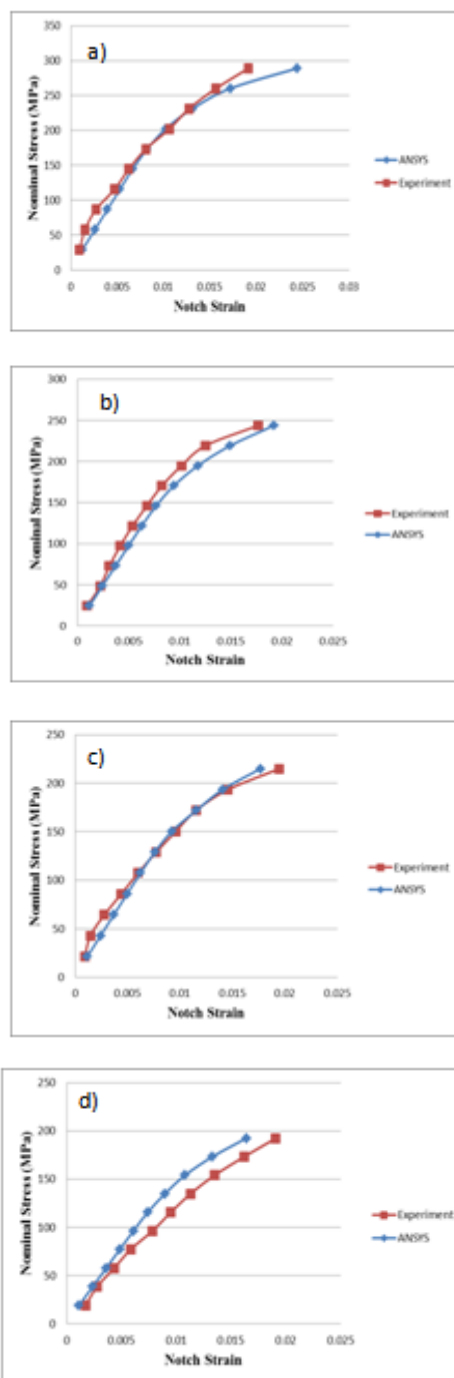 a)
Nominal Stress (MPa)
350
300
250
200
150
100
50
0
0 0.005 0.01 0.015 0.02 0.025 0.03
Notch Strain
ANSYS
Experiment
b)
Nominal Stress (MPa)
300
250
200
150
100
50
0
0 0.005 0.01 0.015 0.02 0.025
Notch Strain
Experiment
ANSYS
c)
Nominal Stress (MPa)
250
200
150
100
50
0
0 0.005 0.01 0.015 0.02 0.025
Notch Strain
Experiment
ANSYS
d)
Nominal Stress (MPa)
250
200
150
100
50
0
0 0.005 0.01 0.015 0.02 0.025
Notch Strain
Experiment
ANSYS